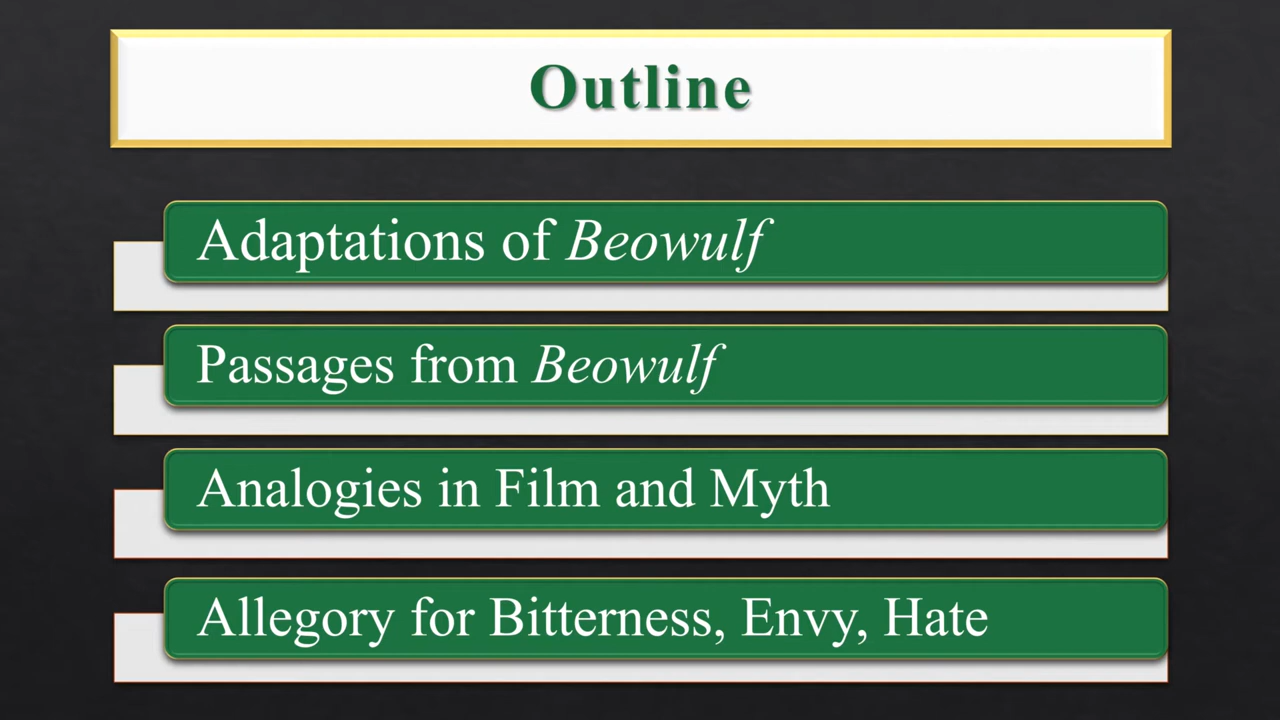 Outline
Adaptations of Beowulf
Passages from Beowulf
Analogies in Film and Myth
Allegory for Bitterness, Envy, Hate